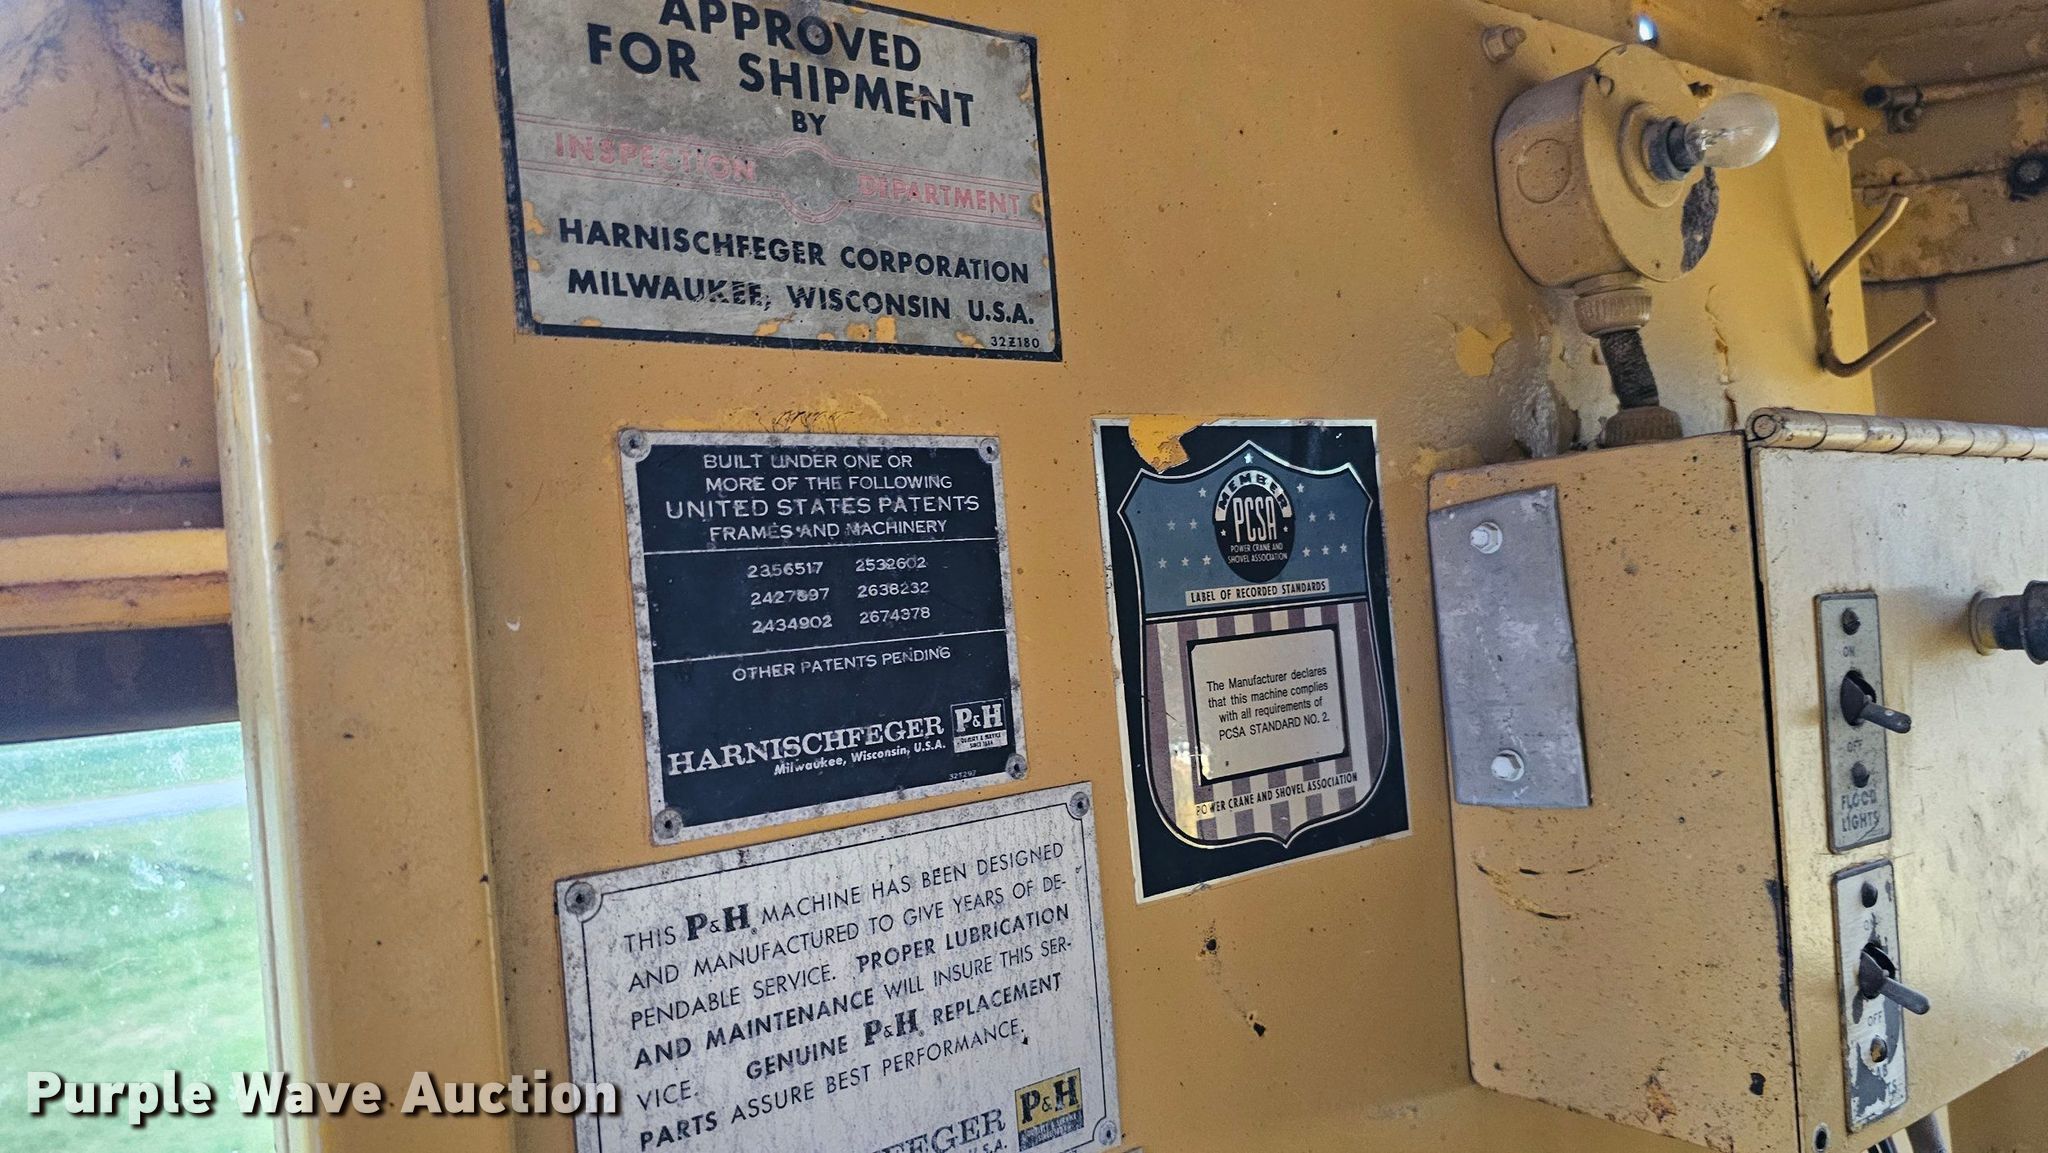 APPROVED
FOR SHIPMENT
BY
INSPECTION DEPARTMENT
HARNISCHFEGER CORPORATION
MILWAUKEE, WISCONSIN U.S.A.
32Z180
BUILT UNDER ONE OR
MORE OF THE FOLLOWING
UNITED STATES PATENTS
FRAMES AND MACHINERY
2356517 2532602
2427897 2638232
2434902 2674378
OTHER PATENTS PENDING
HARNISCHFEGER P&H
Milwaukee, Wisconsin, U.S.A.
MEMBER
PCSA
POWER CRANE AND
SHOVEL ASSOCIATION
LABEL OF RECORDED STANDARDS
The Manufacturer declares
that this machine complies
with all requirements of
PCSA STANDARD NO. 2.
POWER CRANE AND SHOVEL ASSOCIATION
THIS P&H. MACHINE HAS BEEN DESIGNED
AND MANUFACTURED TO GIVE YEARS OF DE-
PENDABLE SERVICE. PROPER LUBRICATION
AND MAINTENANCE WILL INSURE THIS SER-
VICE. GENUINE P&H. REPLACEMENT
PARTS ASSURE BEST PERFORMANCE.
P&H
ON
OFF
FLOOD
LIGHTS
OFF
Purple Wave Auction